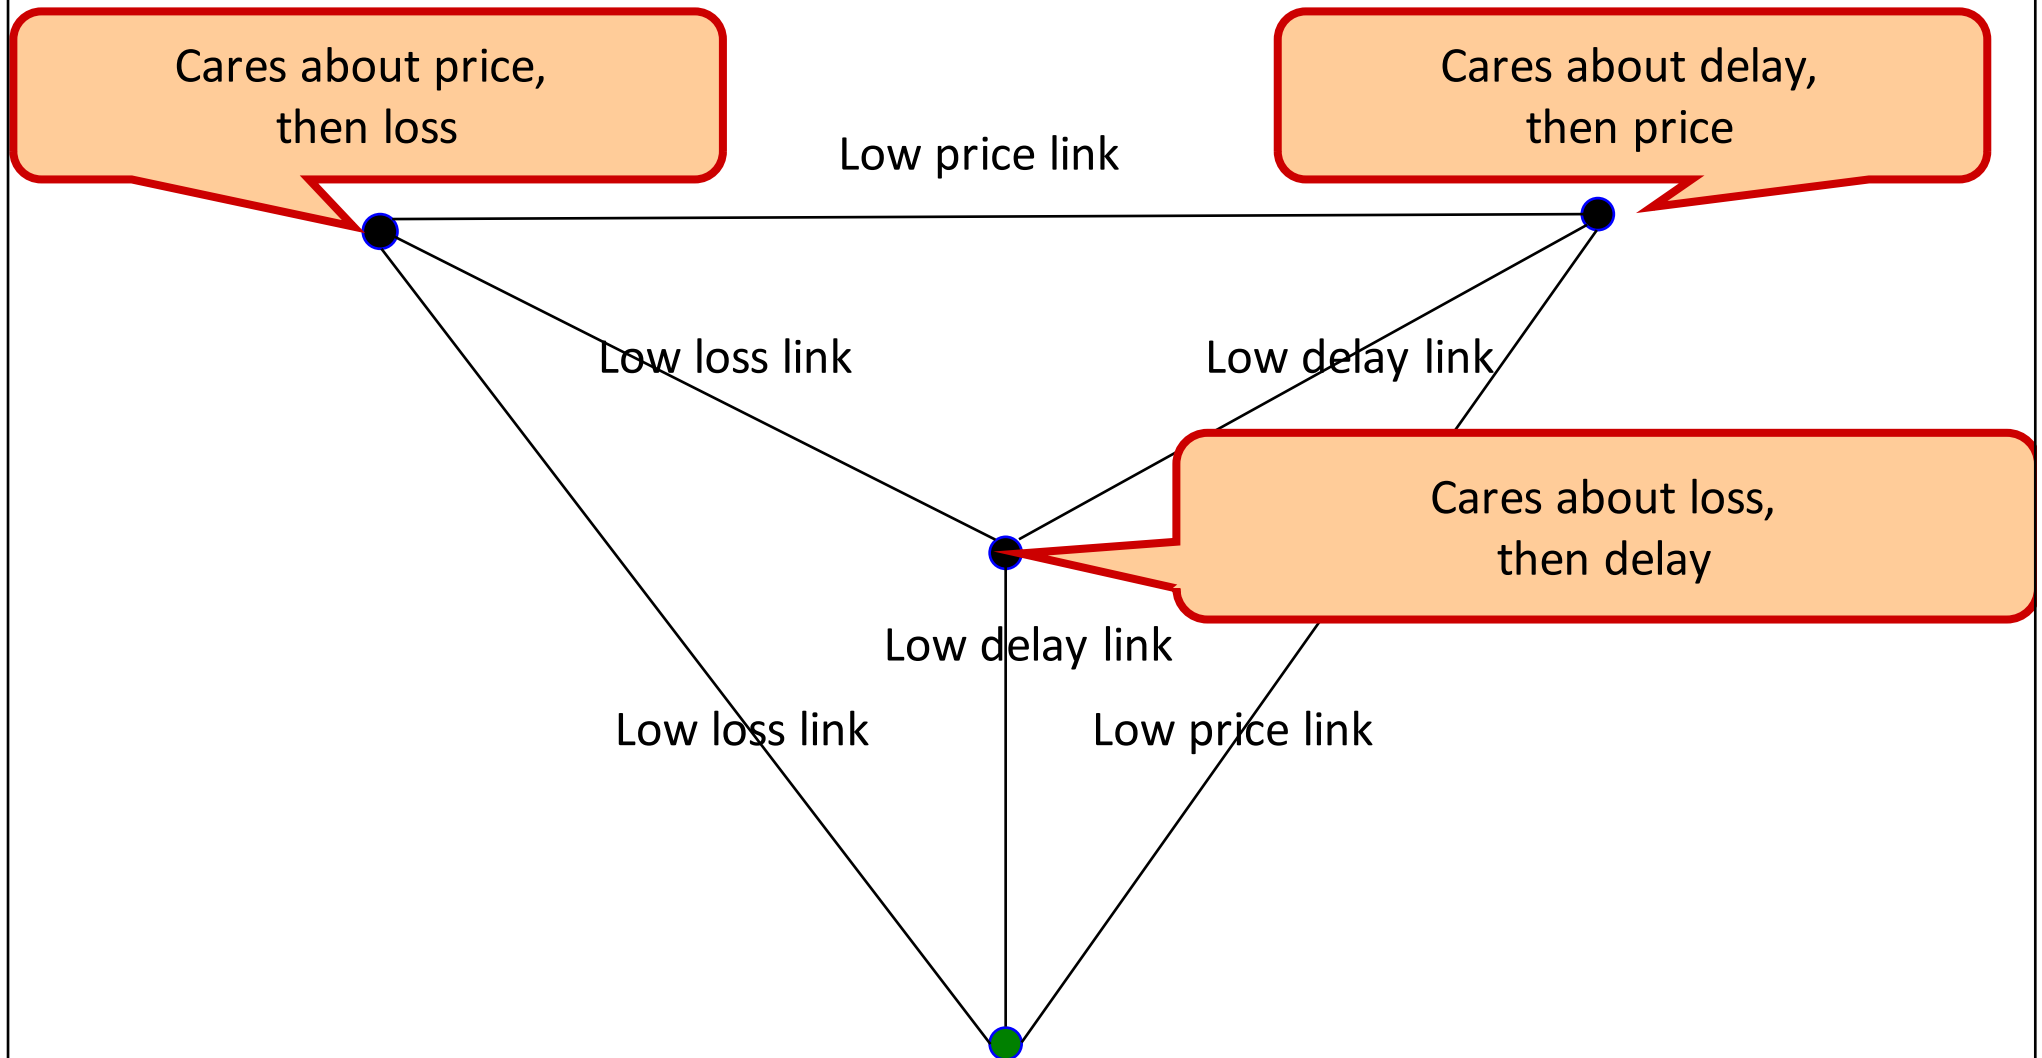 Cares about price,
then loss
Cares about delay,
then price
Low price link
Low loss link
Low delay link
Cares about loss,
then delay
Low delay link
Low loss link
Low price link